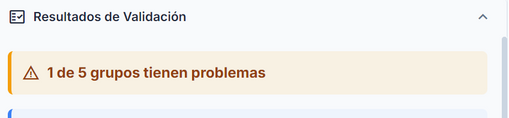 Resultados de Validación
1 de 5 grupos tienen problemas